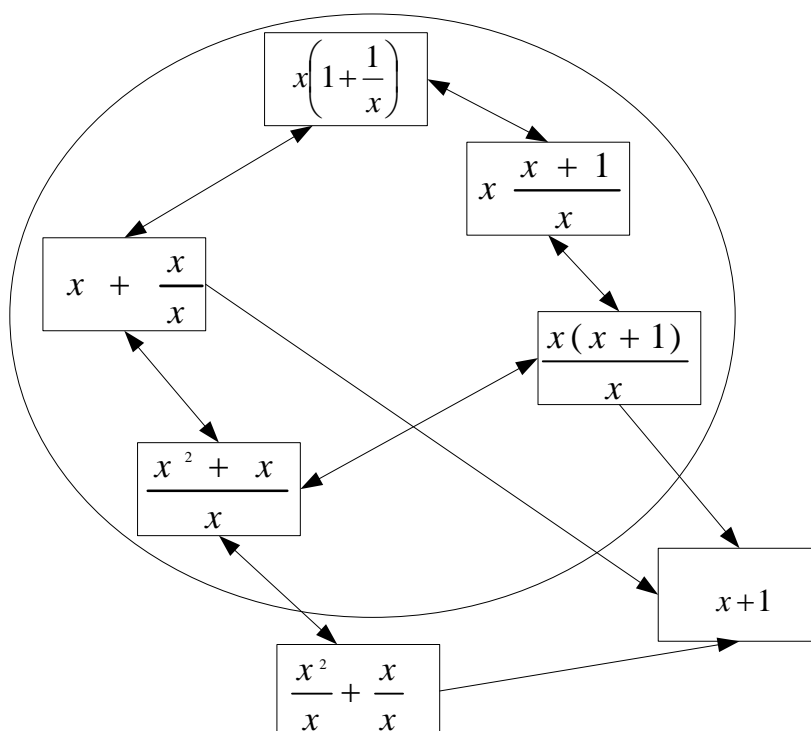 x(1+1/x)
x x + 1/x
x + x/x
x(x + 1)/x
x² + x/x
x+1
x²/x + x/x